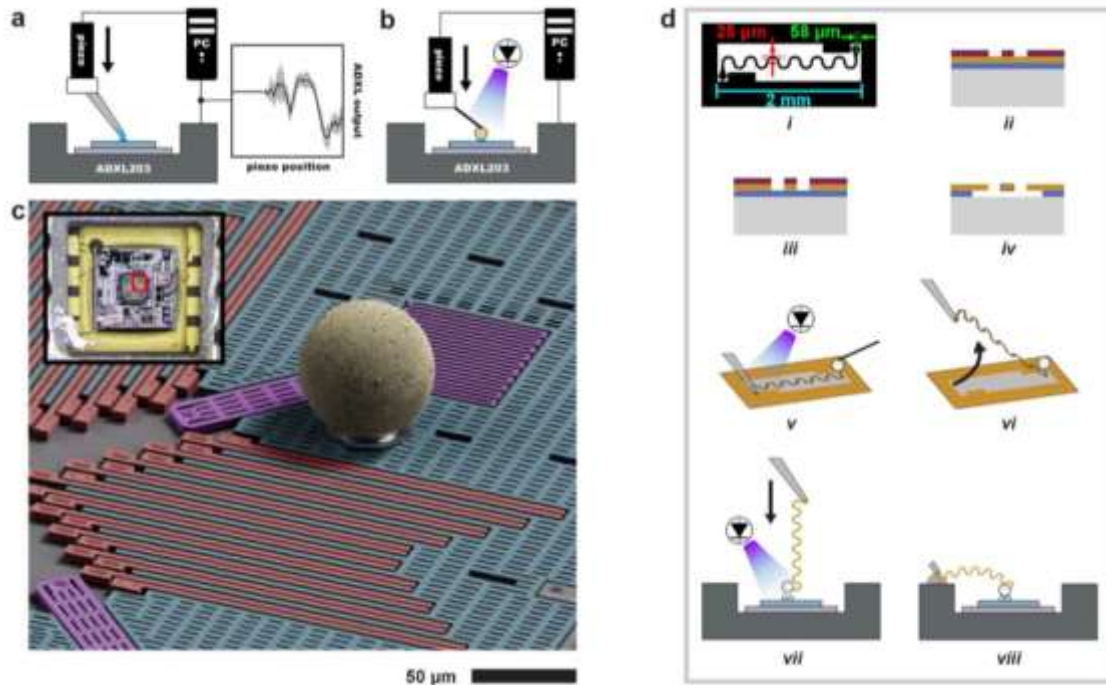 a
piezo
PC
ADXL203
ADXL output
piezo position
b
piezo
PC
ADXL203
c
50 µm
d
28 µm
58 µm
2 mm
i
ii
iii
iv
v
vi
vii
viii